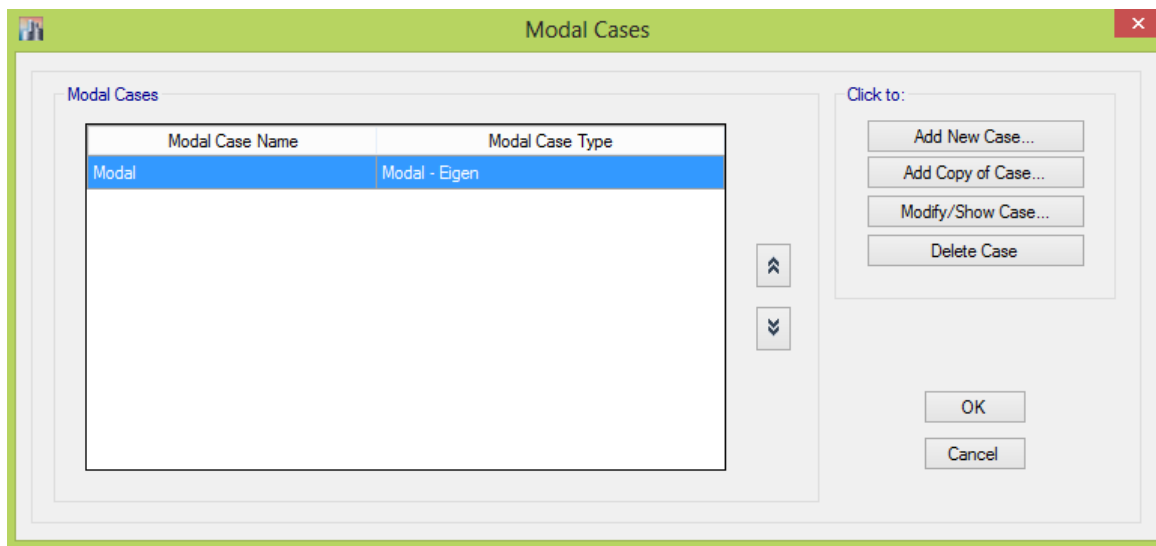 Modal Cases
Modal Cases
Modal Case Name Modal Case Type
Modal Modal - Eigen
Click to:
Add New Case...
Add Copy of Case...
Modify/Show Case...
Delete Case
OK
Cancel